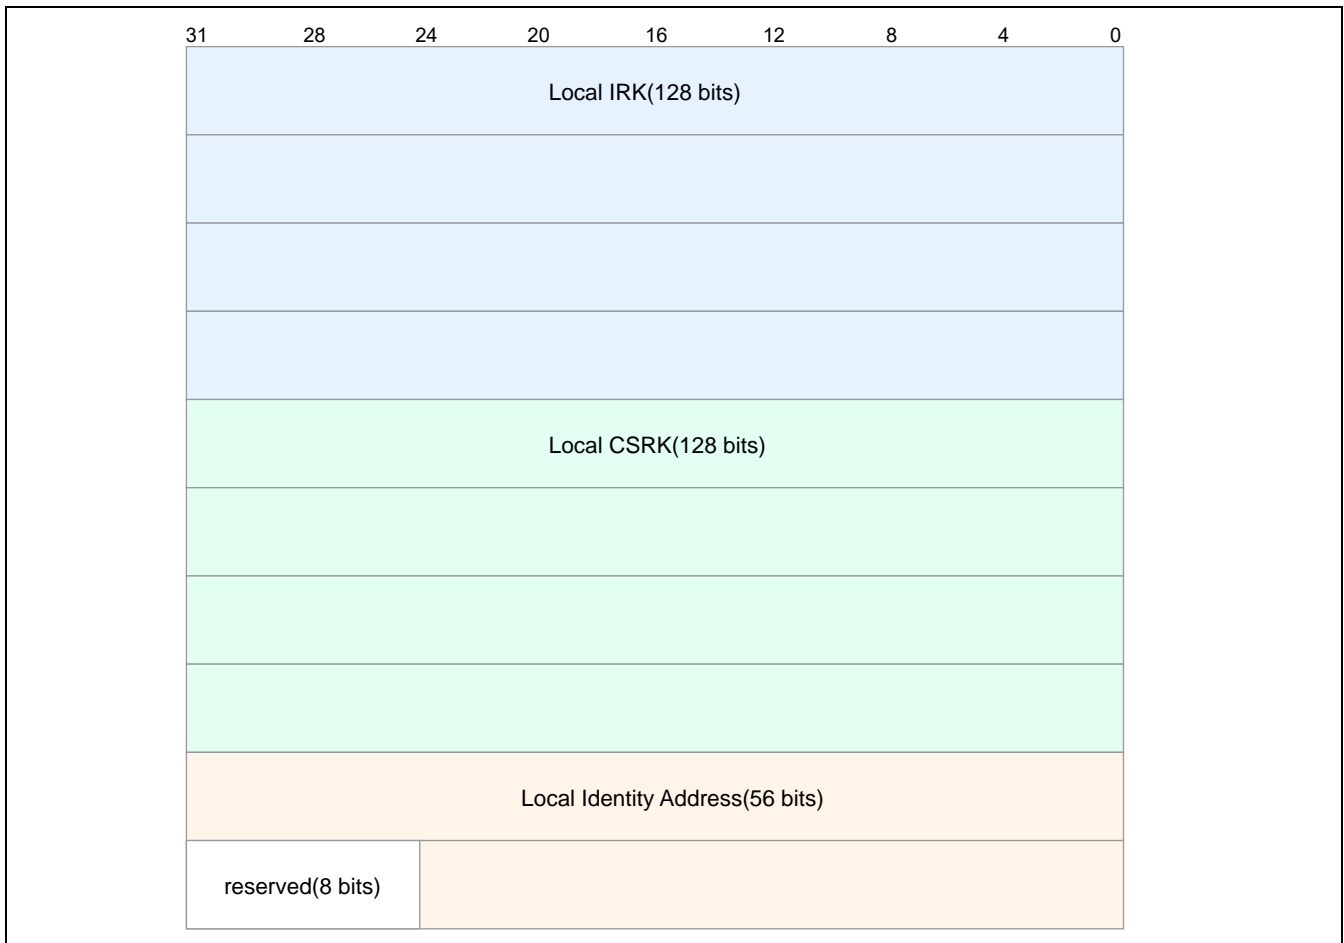 31 28 24 20 16 12 8 4 0
Local IRK(128 bits)
Local CSRK(128 bits)
Local Identity Address(56 bits)
reserved(8 bits)